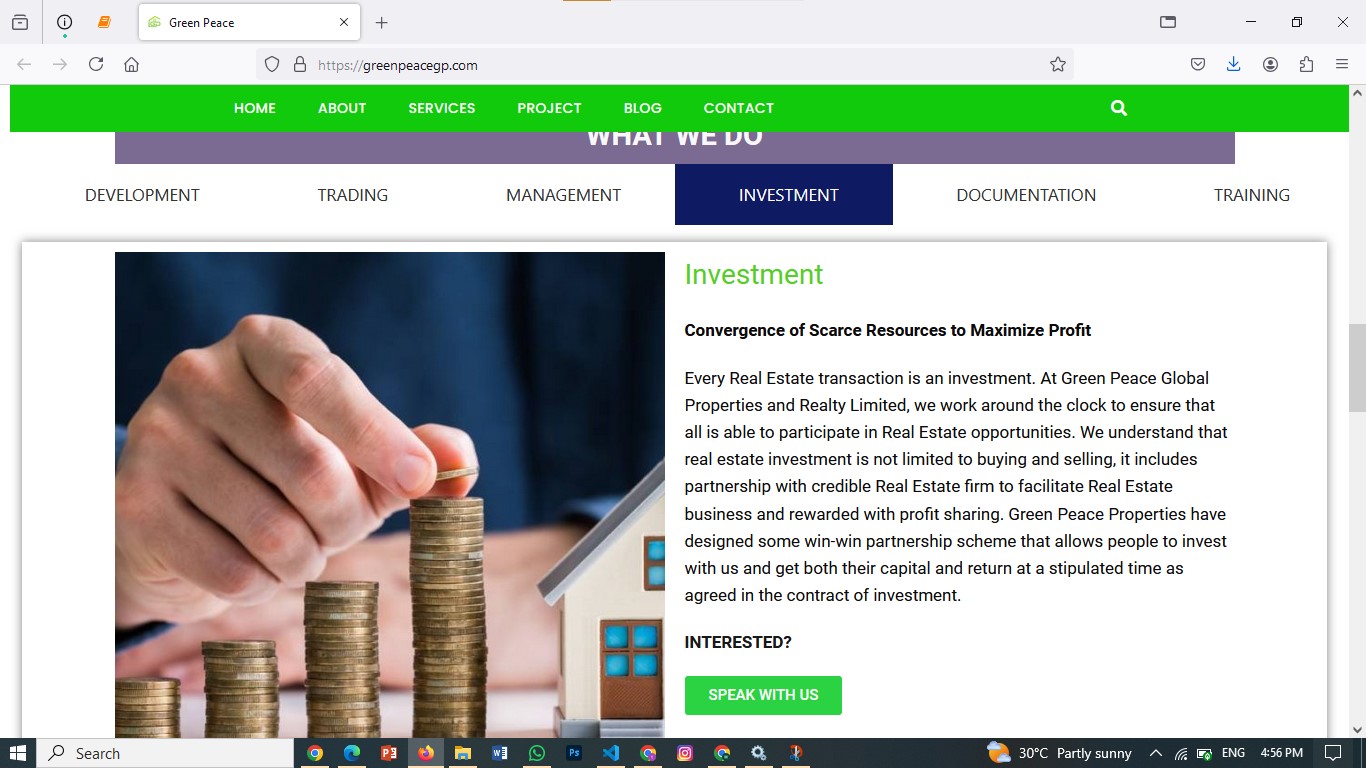 Green Peace
https://greenpeacegp.com
HOME ABOUT SERVICES PROJECT BLOG CONTACT
WHAT WE DO
DEVELOPMENT TRADING MANAGEMENT INVESTMENT DOCUMENTATION TRAINING
Investment
Convergence of Scarce Resources to Maximize Profit
Every Real Estate transaction is an investment. At Green Peace Global
Properties and Realty Limited, we work around the clock to ensure that
all is able to participate in Real Estate opportunities. We understand that
real estate investment is not limited to buying and selling, it includes
partnership with credible Real Estate firm to facilitate Real Estate
business and rewarded with profit sharing. Green Peace Properties have
designed some win-win partnership scheme that allows people to invest
with us and get both their capital and return at a stipulated time as
agreed in the contract of investment.
INTERESTED?
SPEAK WITH US
Search
30°C Partly sunny
ENG
4:56 PM